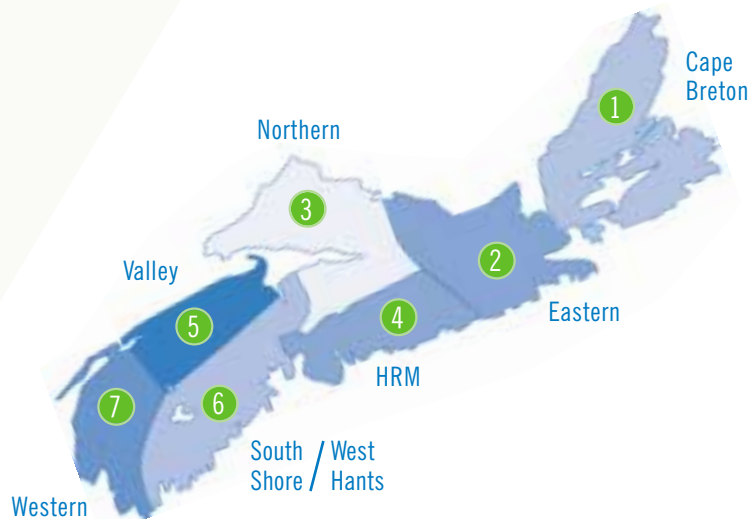 Cape
Breton
1
Northern
3
2
Valley
Eastern
5
4
HRM
7
6
South / West
Shore / Hants
Western